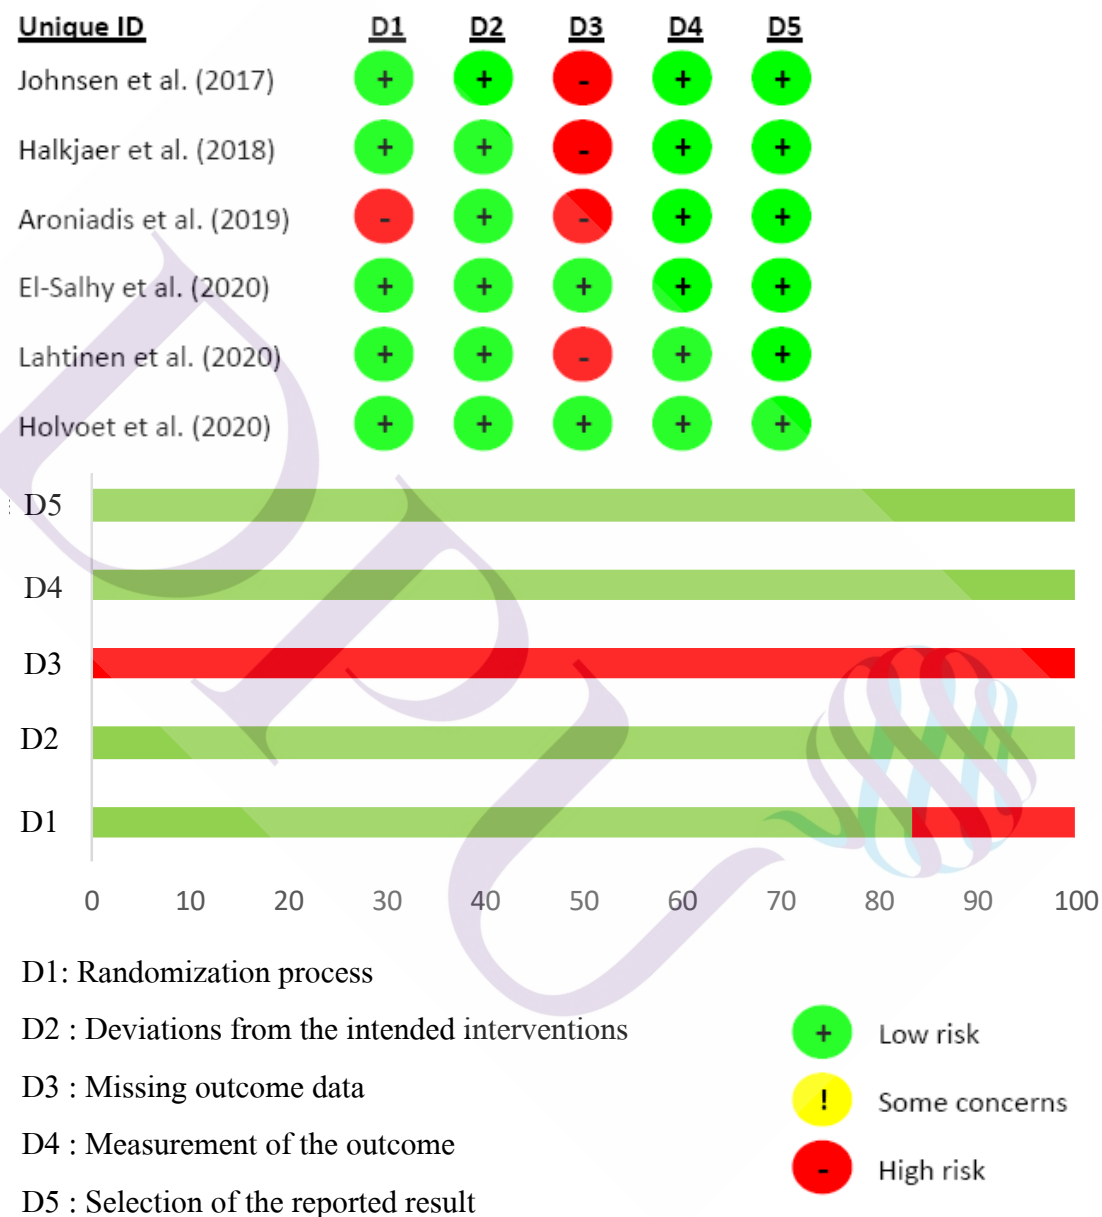 Unique ID D1 D2 D3 D4 D5
Johnsen et al. (2017) + + - + +
Halkjaer et al. (2018) + + - + +
Aroniadis et al. (2019) - + - + +
El-Salhy et al. (2020) + + + + +
Lahtinen et al. (2020) + + - + +
Holvoet et al. (2020) + + + + +
D5
D4
D3
D2
D1
0 10 20 30 40 50 60 70 80 90 100
D1: Randomization process
D2 : Deviations from the intended interventions
D3 : Missing outcome data
D4 : Measurement of the outcome
D5 : Selection of the reported result
+ Low risk
! Some concerns
- High risk
DPU